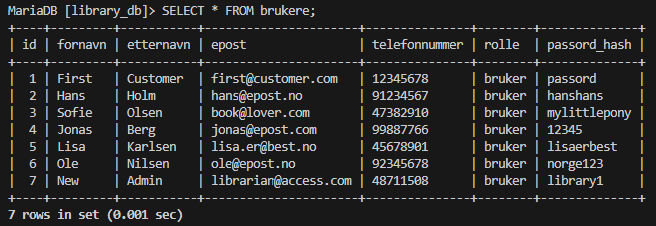 MariaDB [library_db]> SELECT * FROM brukere;
+----+---------+-----------+----------------------+---------------+--------+--------------+
| id | fornavn | etternavn | epost                | telefonnummer | rolle  | passord_hash |
+----+---------+-----------+----------------------+---------------+--------+--------------+
|  1 | First   | Customer  | first@customer.com   | 12345678      | bruker | passord      |
|  2 | Hans    | Holm      | hans@epost.no        | 91234567      | bruker | hanshans     |
|  3 | Sofie   | Olsen     | book@lover.com       | 47382910      | bruker | mylittlepony |
|  4 | Jonas   | Berg      | jonas@epost.com      | 99887766      | bruker | 12345        |
|  5 | Lisa    | Karlsen   | lisa.er@best.no      | 45678901      | bruker | lisaerbest   |
|  6 | Ole     | Nilsen    | ole@epost.no         | 92345678      | bruker | norge123     |
|  7 | New     | Admin     | librarian@access.com | 48711508      | bruker | library1     |
+----+---------+-----------+----------------------+---------------+--------+--------------+
7 rows in set (0.001 sec)